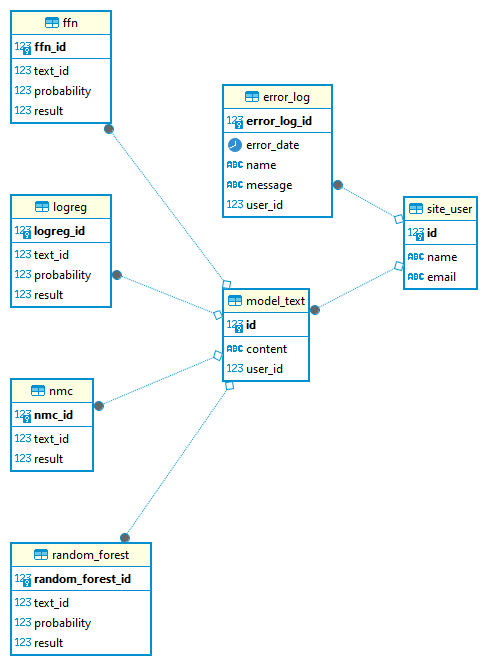 ffn
123 ffn_id
123 text_id
123 probability
123 result
error_log
123 error_log_id
error_date
ABC name
ABC message
123 user_id
logreg
123 logreg_id
123 text_id
123 probability
123 result
site_user
123 id
ABC name
ABC email
model_text
123 id
ABC content
123 user_id
nmc
123 nmc_id
123 text_id
123 result
random_forest
123 random_forest_id
123 text_id
123 probability
123 result